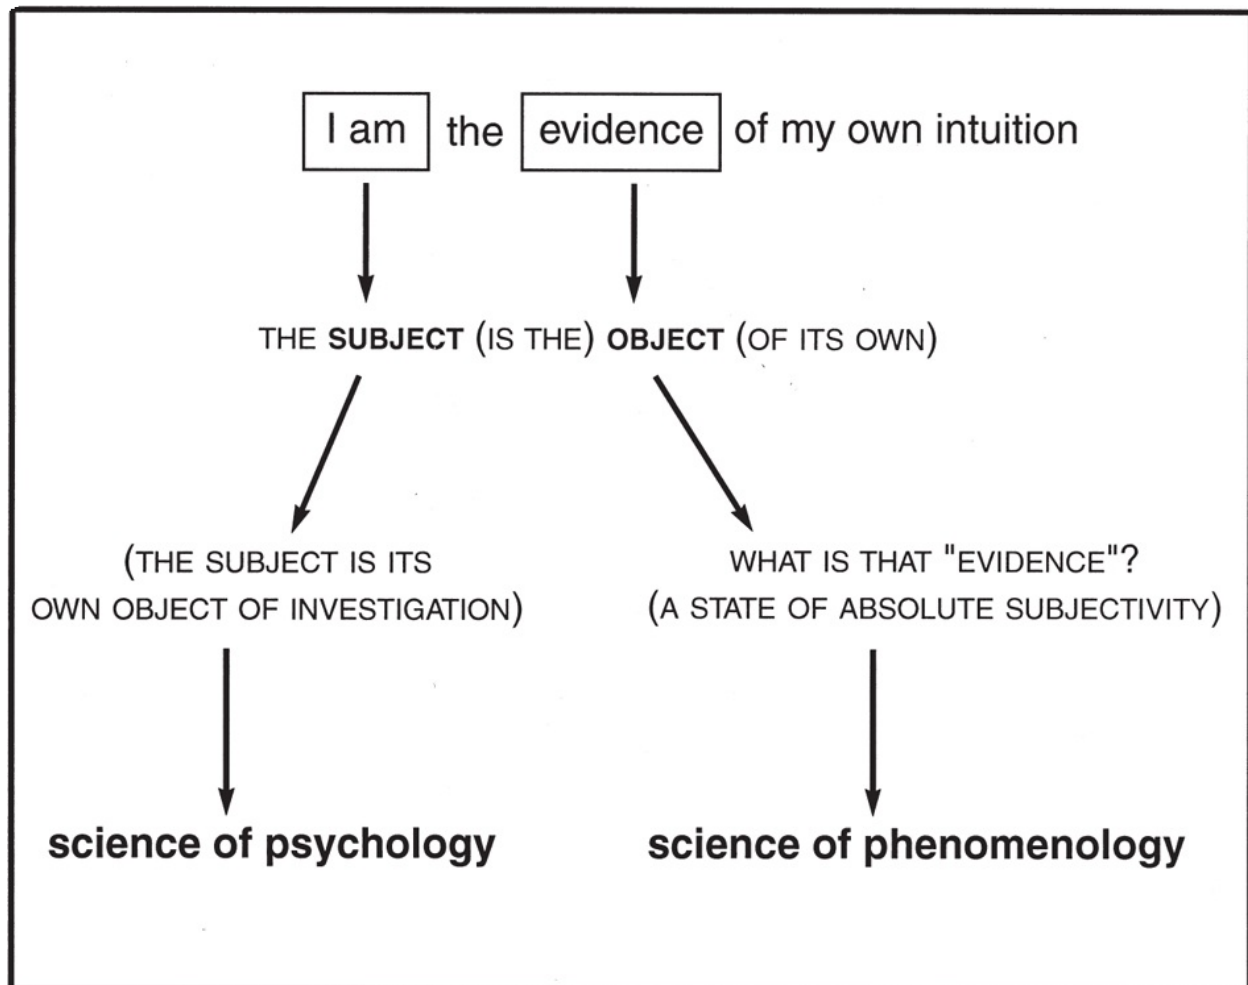 I am the evidence of my own intuition
THE SUBJECT (IS THE) OBJECT (OF ITS OWN)
(THE SUBJECT IS ITS
OWN OBJECT OF INVESTIGATION)
WHAT IS THAT "EVIDENCE"?
(A STATE OF ABSOLUTE SUBJECTIVITY)
science of psychology
science of phenomenology